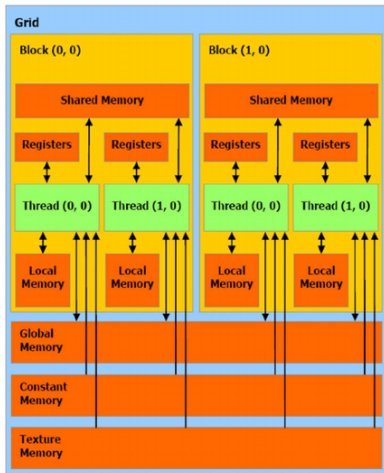 Grid
Block (0, 0)
Block (1, 0)
Shared Memory
Shared Memory
Registers
Registers
Registers
Registers
Thread (0, 0)
Thread (1, 0)
Thread (0, 0)
Thread (1, 0)
Local
Memory
Local
Memory
Local
Memory
Local
Memory
Global
Memory
Constant
Memory
Texture
Memory